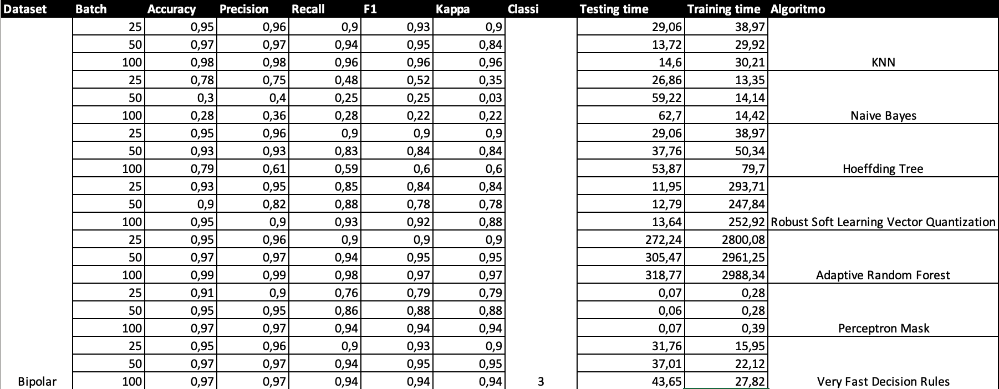 Dataset Batch Accuracy Precision Recall F1 Kappa Classi Testing time Training time Algoritmo
25 0,95 0,96 0,9 0,93 0,9 29,06 38,97
50 0,97 0,97 0,94 0,95 0,84 13,72 29,92
100 0,98 0,98 0,96 0,96 0,96 14,6 30,21 KNN
25 0,78 0,75 0,48 0,52 0,35 26,86 13,35
50 0,3 0,4 0,25 0,25 0,03 59,22 14,14
100 0,28 0,36 0,28 0,22 0,22 62,7 14,42 Naive Bayes
25 0,95 0,96 0,9 0,9 0,9 29,06 38,97
50 0,93 0,93 0,83 0,84 0,84 37,76 50,34
100 0,79 0,61 0,59 0,6 0,6 53,87 79,7 Hoeffding Tree
25 0,93 0,95 0,85 0,84 0,84 11,95 293,71
50 0,9 0,82 0,88 0,78 0,78 12,79 247,84
100 0,95 0,9 0,93 0,92 0,88 13,64 252,92 Robust Soft Learning Vector Quantization
25 0,95 0,96 0,9 0,9 0,9 272,24 2800,08
50 0,97 0,97 0,94 0,95 0,95 305,47 2961,25
100 0,99 0,99 0,98 0,97 0,97 318,77 2988,34 Adaptive Random Forest
25 0,91 0,9 0,76 0,79 0,79 0,07 0,28
50 0,95 0,95 0,86 0,88 0,88 0,06 0,28
100 0,97 0,97 0,94 0,94 0,94 0,07 0,39 Perceptron Mask
25 0,95 0,96 0,9 0,93 0,9 31,76 15,95
50 0,97 0,97 0,94 0,95 0,95 37,01 22,12
Bipolar 100 0,97 0,97 0,94 0,94 0,94 3 43,65 27,82 Very Fast Decision Rules